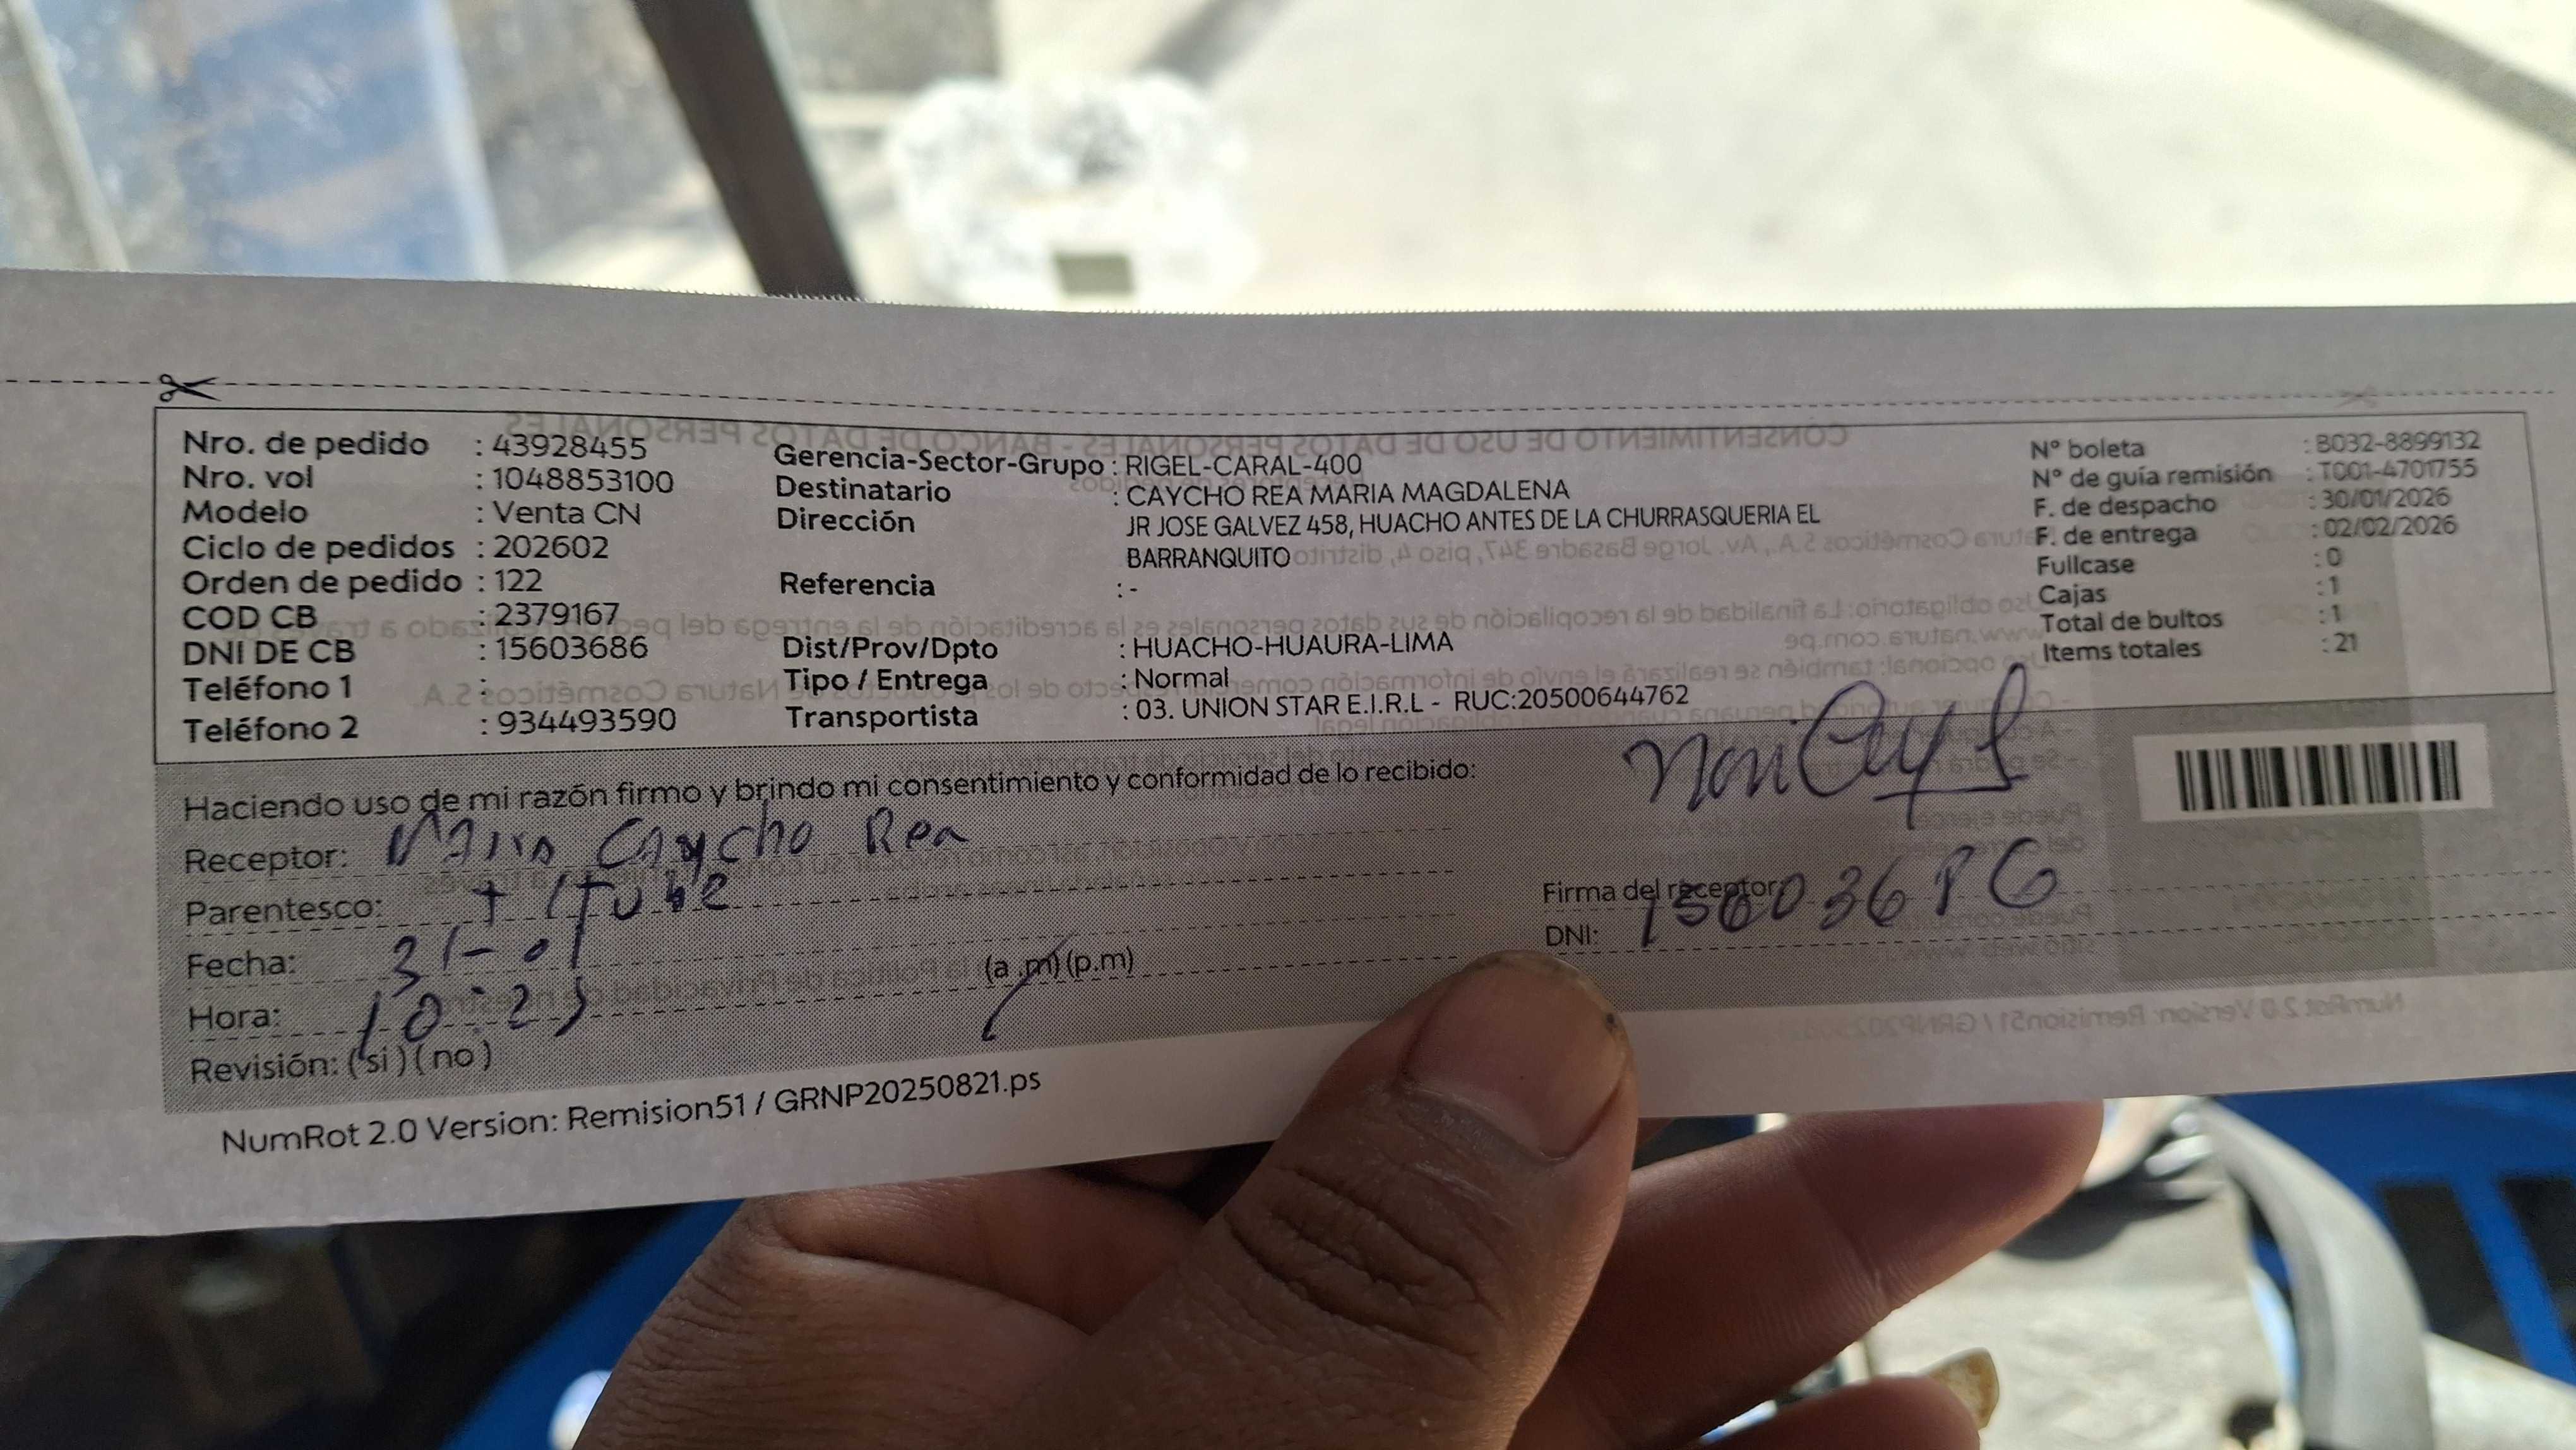 Nro. de pedido : 43928455
Nro. vol : 1048853100
Modelo : Venta CN
Ciclo de pedidos : 202602
Orden de pedido : 122
COD CB : 2379167
DNI DE CB : 15603686
Teléfono 1 :
Teléfono 2 : 934493590
Gerencia-Sector-Grupo : RIGEL-CARAL-400
Destinatario : CAYCHO REA MARIA MAGDALENA
Dirección JR JOSE GALVEZ 458, HUACHO ANTES DE LA CHURRASQUERIA EL
BARRANQUITO
Referencia : -
Dist/Prov/Dpto : HUACHO-HUAURA-LIMA
Tipo / Entrega : Normal
Transportista : 03. UNION STAR E.I.R.L - RUC:20500644762
N° boleta : B032-8899132
N° de guía remisión : T001-4701755
F. de despacho : 30/01/2026
F. de entrega : 02/02/2026
Fullcase : 0
Cajas : 1
Total de bultos : 1
Items totales : 21
Haciendo uso de mi razón firmo y brindo mi consentimiento y conformidad de lo recibido:
Receptor: Caycho Rea
Parentesco:
Fecha: 31-01
Hora: 10:25 (a.m) (p.m)
Revisión: (si) (no)
Firma del receptor:
DNI: 15603686
NumRot 2.0 Version: Remision51 / GRNP20250821.ps